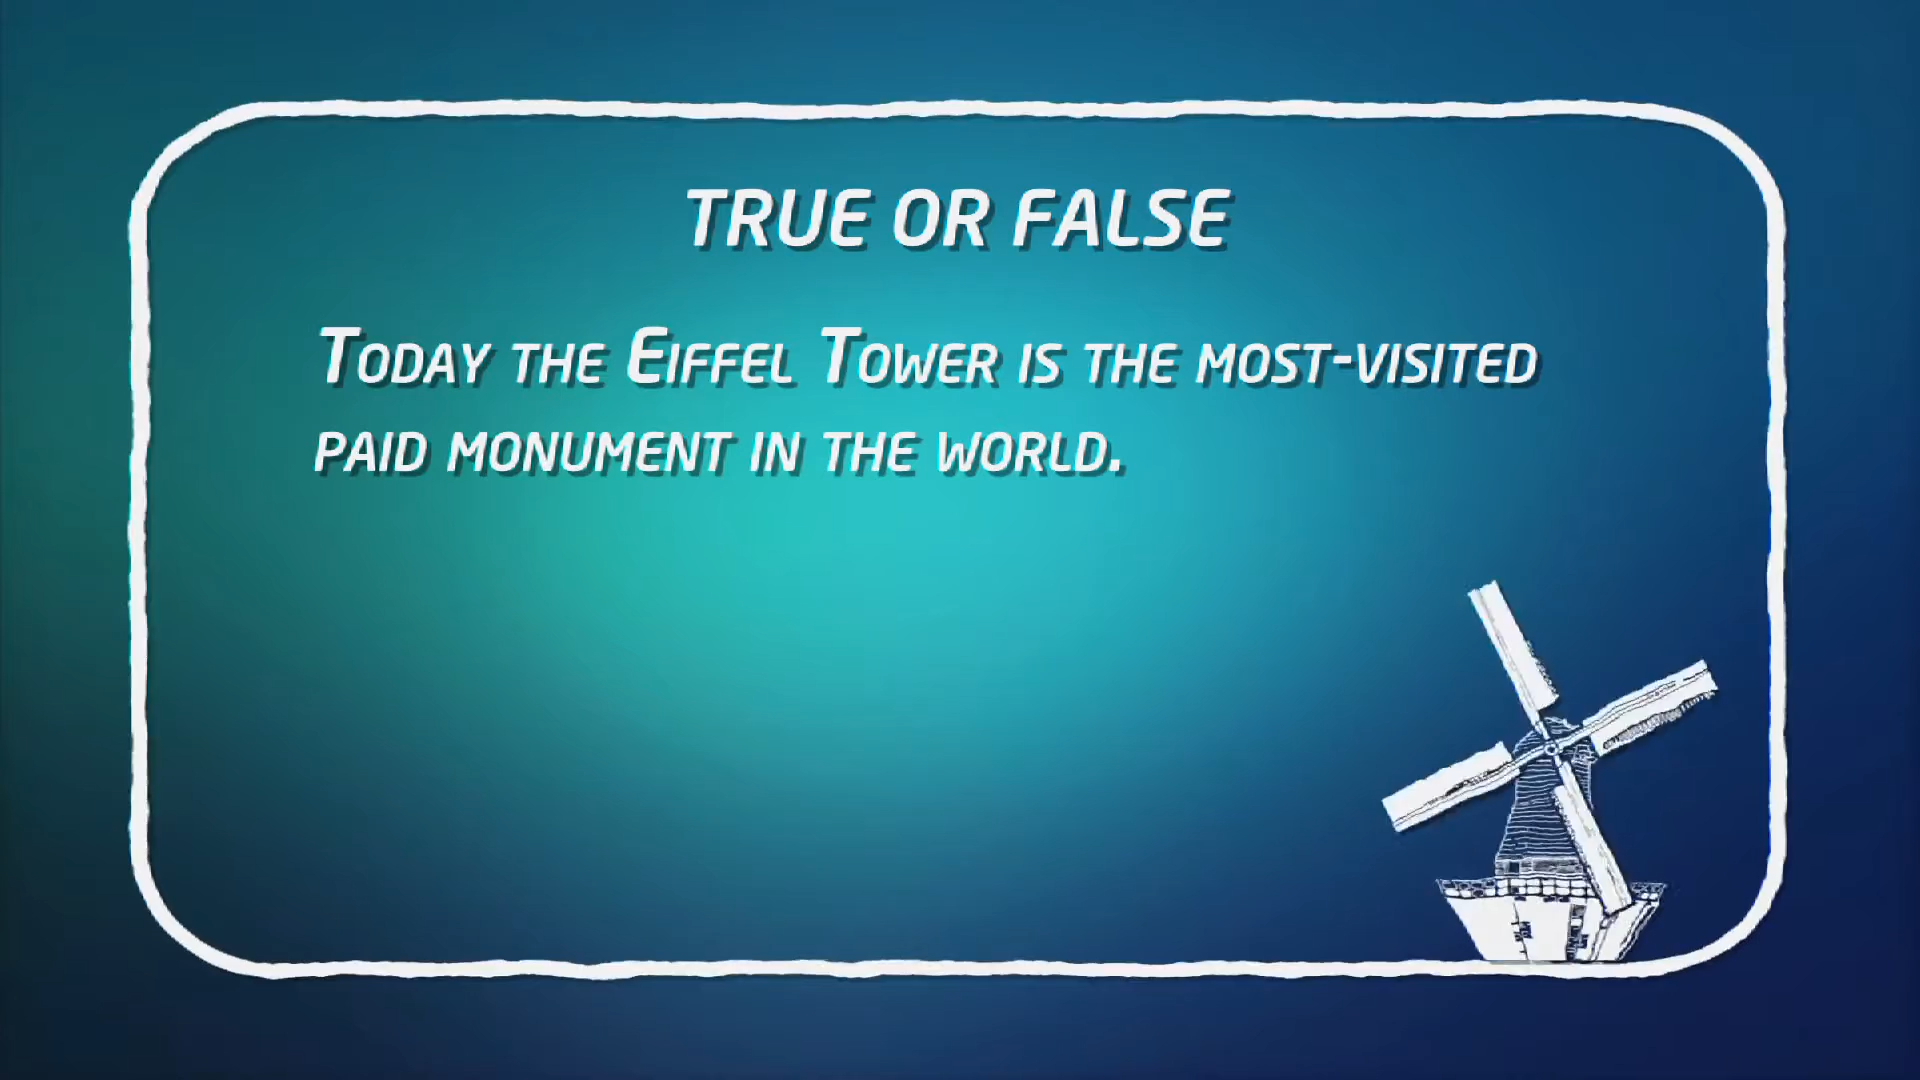 TRUE OR FALSE
TODAY THE EIFFEL TOWER IS THE MOST-VISITED
PAID MONUMENT IN THE WORLD.